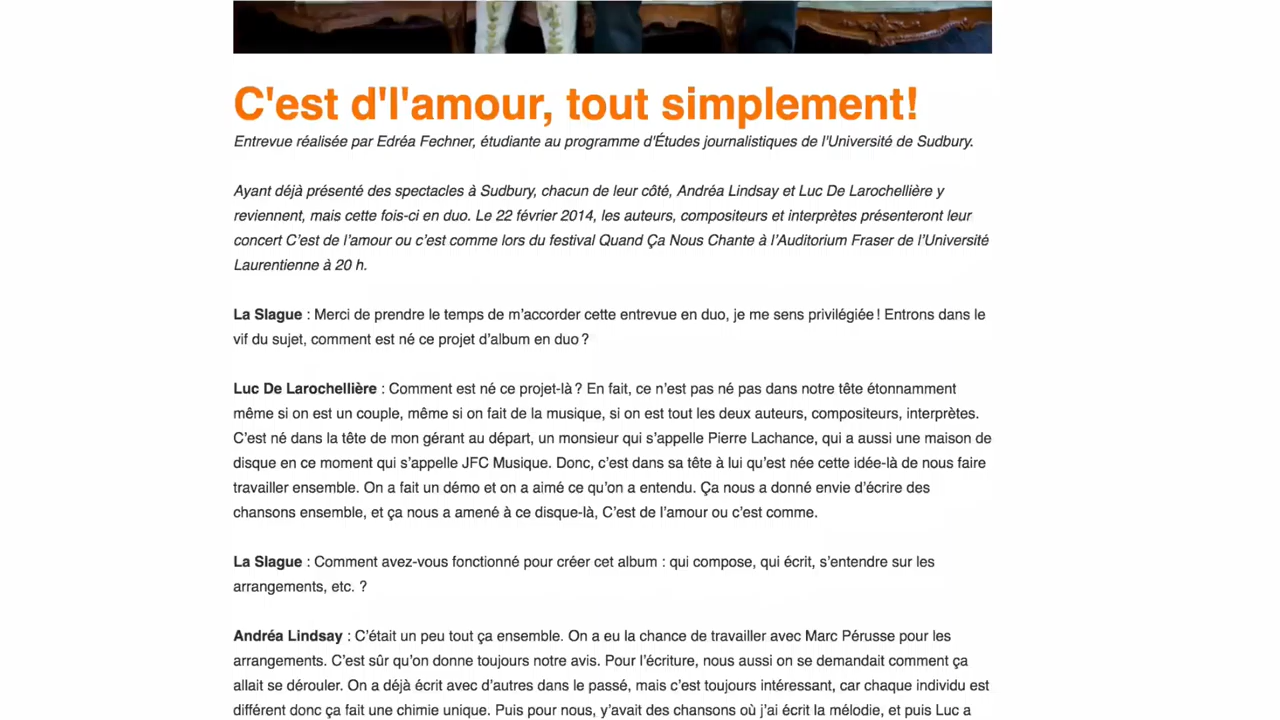 C'est d'l'amour, tout simplement!
Entrevue réalisée par Edréa Fechner, étudiante au programme d'Études journalistiques de l'Université de Sudbury.
Ayant déjà présenté des spectacles à Sudbury, chacun de leur côté, Andréa Lindsay et Luc De Larochellière y
reviennent, mais cette fois-ci en duo. Le 22 février 2014, les auteurs, compositeurs et interprètes présenteront leur
concert C’est de l’amour ou c’est comme lors du festival Quand Ça Nous Chante à l’Auditorium Fraser de l’Université
Laurentienne à 20 h.
La Slague : Merci de prendre le temps de m’accorder cette entrevue en duo, je me sens privilégiée ! Entrons dans le
vif du sujet, comment est né ce projet d’album en duo ?
Luc De Larochellière : Comment est né ce projet-là ? En fait, ce n’est pas né pas dans notre tête étonnamment
même si on est un couple, même si on fait de la musique, si on est tout les deux auteurs, compositeurs, interprètes.
C’est né dans la tête de mon gérant au départ, un monsieur qui s’appelle Pierre Lachance, qui a aussi une maison de
disque en ce moment qui s’appelle JFC Musique. Donc, c’est dans sa tête à lui qu’est née cette idée-là de nous faire
travailler ensemble. On a fait un démo et on a aimé ce qu’on a entendu. Ça nous a donné envie d’écrire des
chansons ensemble, et ça nous a amené à ce disque-là, C’est de l’amour ou c’est comme.
La Slague : Comment avez-vous fonctionné pour créer cet album : qui compose, qui écrit, s’entendre sur les
arrangements, etc. ?
Andréa Lindsay : C’était un peu tout ça ensemble. On a eu la chance de travailler avec Marc Pérusse pour les
arrangements. C’est sûr qu’on donne toujours notre avis. Pour l’écriture, nous aussi on se demandait comment ça
allait se dérouler. On a déjà écrit avec d’autres dans le passé, mais c’est toujours intéressant, car chaque individu est
différent donc ça fait une chimie unique. Puis pour nous, y’avait des chansons où j’ai écrit la mélodie, et puis Luc a